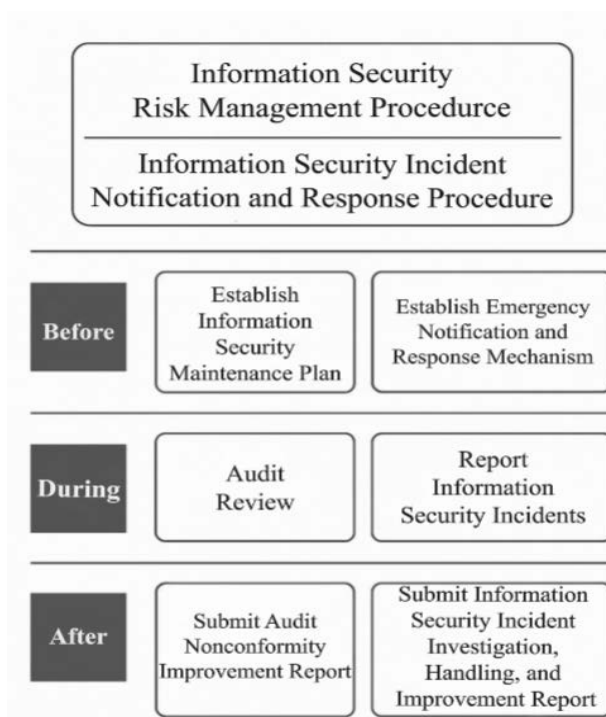 Information Security
Risk Management Procedurce
Information Security Incident
Notification and Response Procedure
Before
Establish
Information
Security
Maintenance Plan
Establish Emergency
Notification and
Response Mechanism
During
Audit
Review
Report
Information
Security Incidents
After
Submit Audit
Nonconformity
Improvement Report
Submit Information
Security Incident
Investigation,
Handling, and
Improvement Report